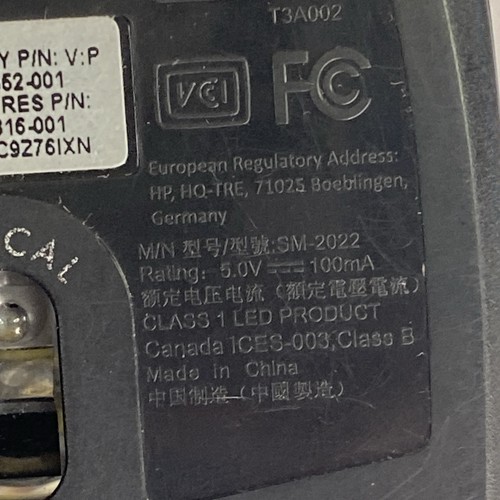 T3A002
Y P/N: V:P
652-001
RES P/N:
816-001
C9Z76IXN
VCI
FC
European Regulatory Address:
HP, HQ-TRE, 71025 Boeblingen,
Germany
CAL
M/N 型号/型號:SM-2022
Rating: 5.0V ⎓ 100mA
额定电压电流（額定電壓電流）
CLASS 1 LED PRODUCT
Canada ICES-003;Class B
Made in China
中国制造（中國製造）